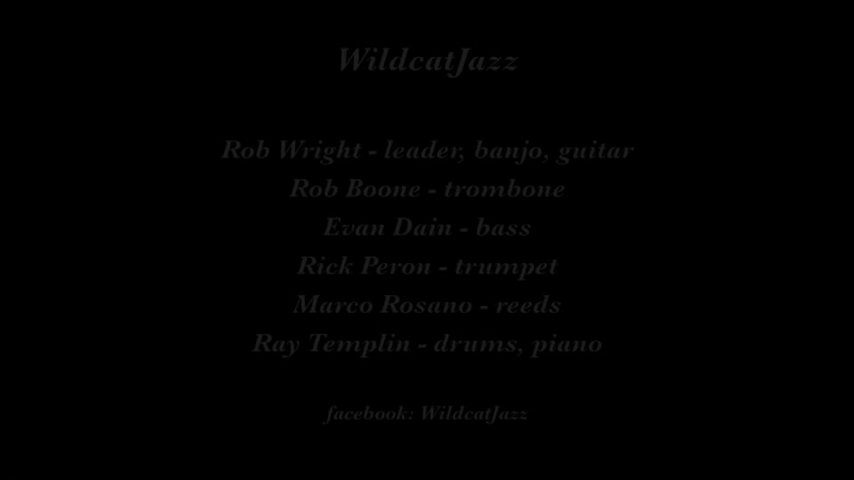 WildcatJazz
Rob Wright - leader, banjo, guitar
Rob Boone - trombone
Evan Dain - bass
Rick Peron - trumpet
Marco Rosano - reeds
Ray Templin - drums, piano
facebook: WildcatJazz